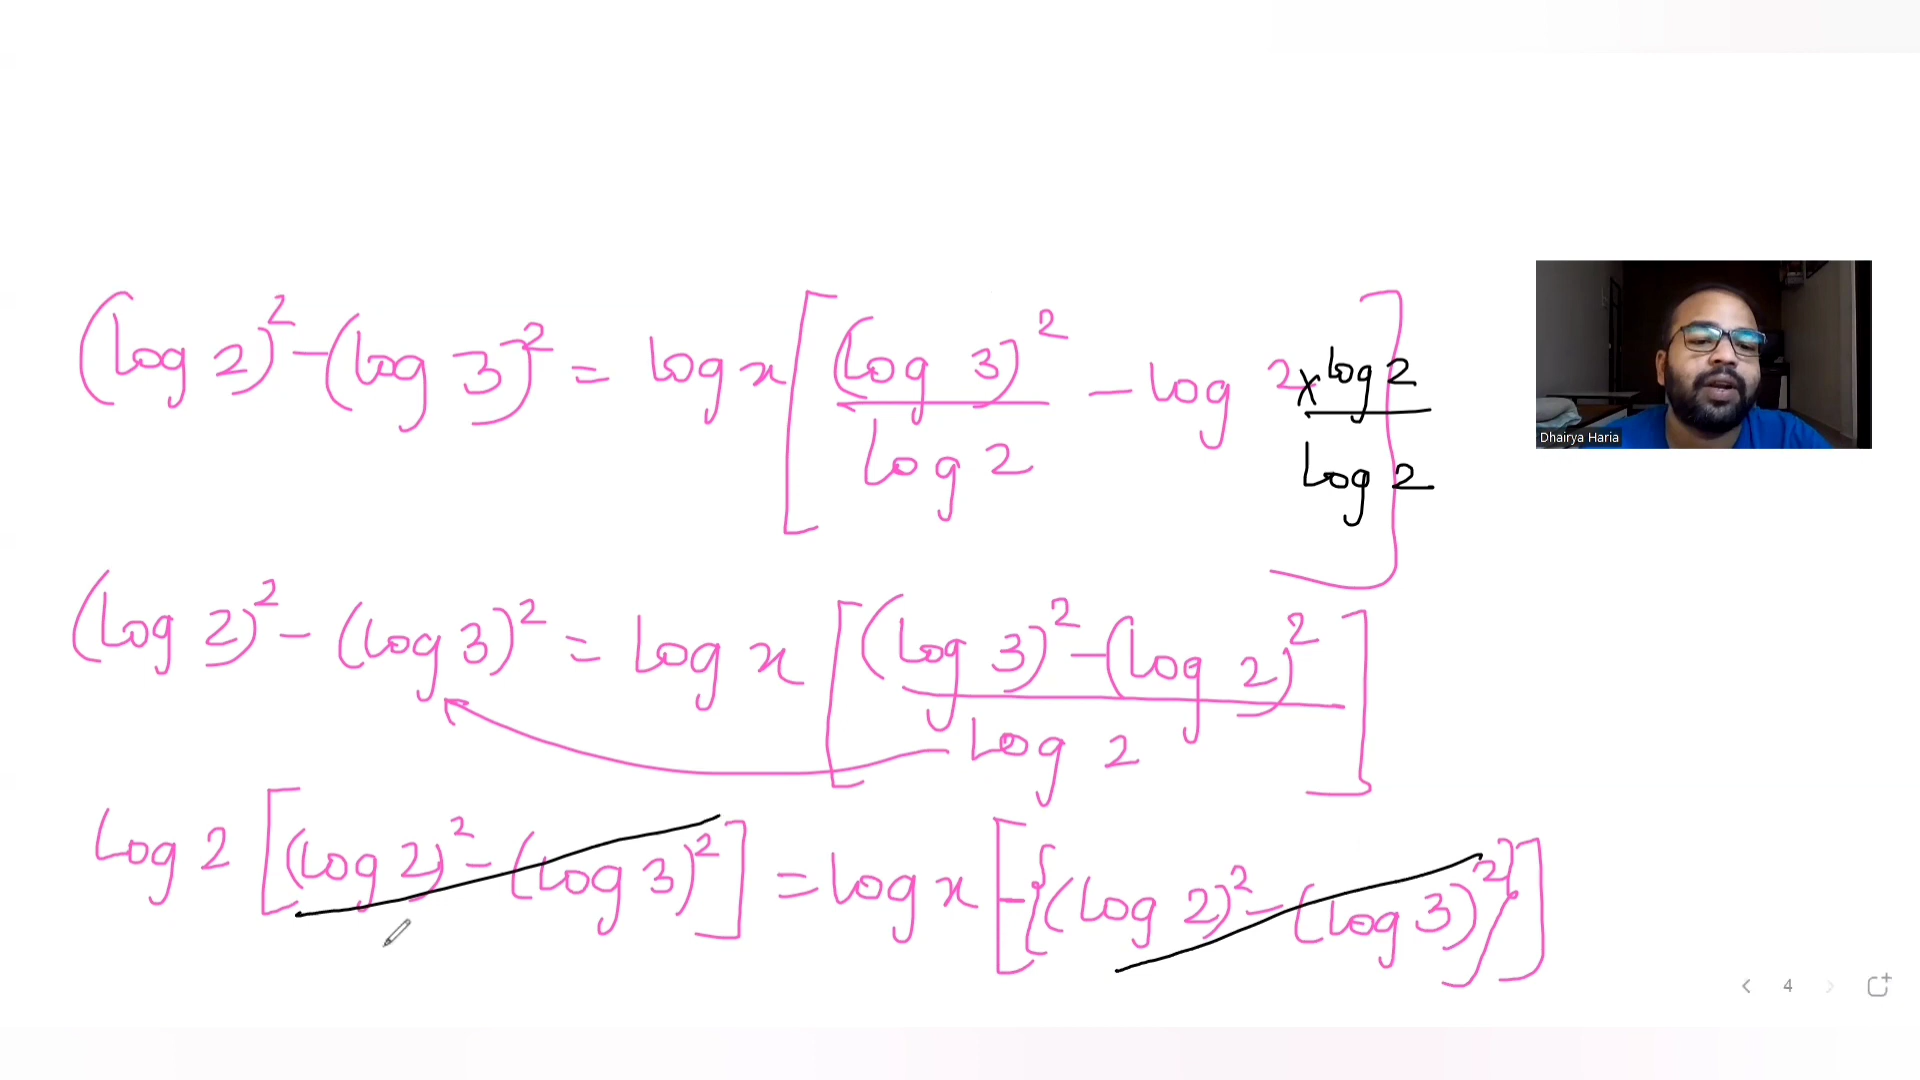 (log 2)² - (log 3)² = log x [ (log 3)² / log 2 - log 2 x log 2 / log 2 ]
Dhairya Haria
(log 2)² - (log 3)² = log x [ (log 3)² - (log 2)² / log 2 ]
log 2 [ (log 2)² - (log 3)² ] = log x [ -{ (log 2)² - (log 3)² } ]
4